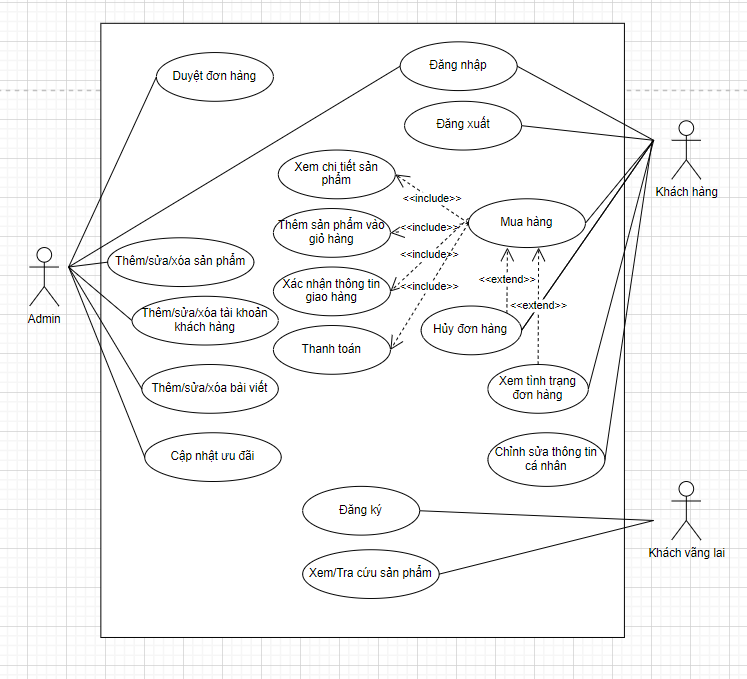 Duyệt đơn hàng
Đăng nhập
Đăng xuất
Xem chi tiết sản
phẩm
<<include>>
Thêm sản phẩm vào
giỏ hàng
<<include>>
Mua hàng
Khách hàng
<<include>>
Thêm/sửa/xóa sản phẩm
Xác nhận thông tin
giao hàng
<<include>>
<<extend>>
<<extend>>
Admin
Thêm/sửa/xóa tài khoản
khách hàng
Hủy đơn hàng
Thanh toán
Thêm/sửa/xóa bài viết
Xem tình trạng
đơn hàng
Cập nhật ưu đãi
Chỉnh sửa thông tin
cá nhân
Đăng ký
Khách vãng lai
Xem/Tra cứu sản phẩm